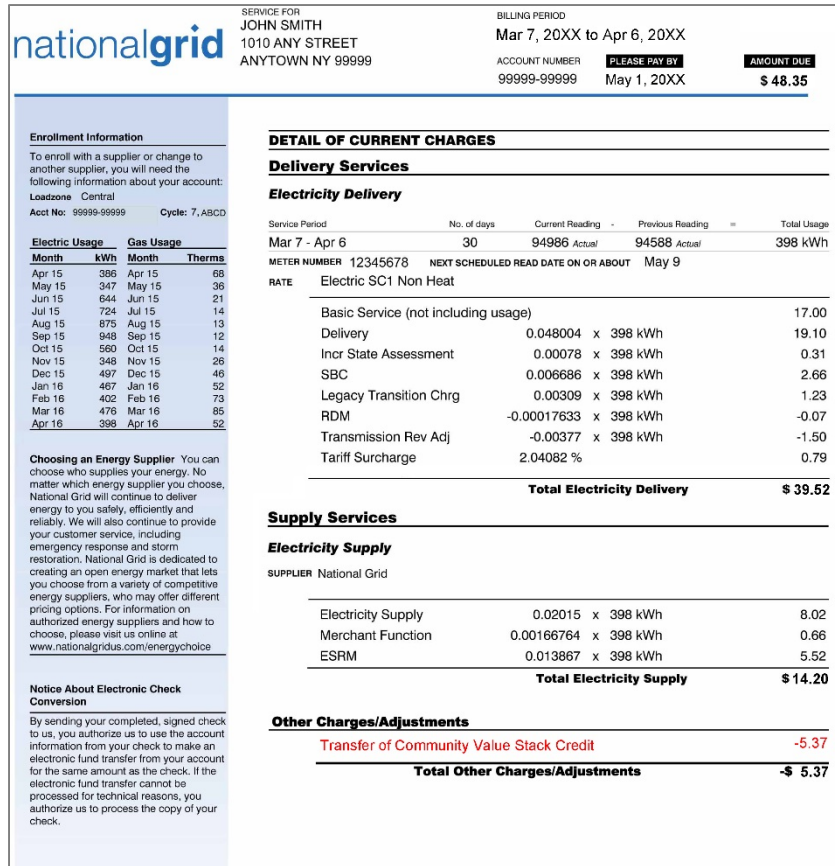 nationalgrid
SERVICE FOR
JOHN SMITH
1010 ANY STREET
ANYTOWN NY 99999
BILLING PERIOD
Mar 7, 20XX to Apr 6, 20XX
ACCOUNT NUMBER PLEASE PAY BY AMOUNT DUE
99999-99999 May 1, 20XX $ 48.35
Enrollment Information
To enroll with a supplier or change to
another supplier, you will need the
following information about your account:
Loadzone Central
Acct No: 99999-99999 Cycle: 7, ABCD
Electric Usage Gas Usage
Month kWh Month Therms
Apr 15 386 Apr 15 68
May 15 347 May 15 36
Jun 15 644 Jun 15 21
Jul 15 724 Jul 15 14
Aug 15 875 Aug 15 13
Sep 15 948 Sep 15 12
Oct 15 560 Oct 15 14
Nov 15 348 Nov 15 26
Dec 15 497 Dec 15 46
Jan 16 467 Jan 16 52
Feb 16 402 Feb 16 73
Mar 16 476 Mar 16 85
Apr 16 398 Apr 16 52
Choosing an Energy Supplier You can
choose who supplies your energy. No
matter which energy supplier you choose,
National Grid will continue to deliver
energy to you safely, efficiently and
reliably. We will also continue to provide
your customer service, including
emergency response and storm
restoration. National Grid is dedicated to
creating an open energy market that lets
you choose from a variety of competitive
energy suppliers, who may offer different
pricing options. For information on
authorized energy suppliers and how to
choose, please visit us online at
www.nationalgridus.com/energychoice
Notice About Electronic Check
Conversion
By sending your completed, signed check
to us, you authorize us to use the account
information from your check to make an
electronic fund transfer from your account
for the same amount as the check. If the
electronic fund transfer cannot be
processed for technical reasons, you
authorize us to process the copy of your
check.
DETAIL OF CURRENT CHARGES
Delivery Services
Electricity Delivery
Service Period No. of days Current Reading - Previous Reading = Total Usage
Mar 7 - Apr 6 30 94986 Actual 94588 Actual 398 kWh
METER NUMBER 12345678 NEXT SCHEDULED READ DATE ON OR ABOUT May 9
RATE Electric SC1 Non Heat
Basic Service (not including usage) 17.00
Delivery 0.048004 x 398 kWh 19.10
Incr State Assessment 0.00078 x 398 kWh 0.31
SBC 0.006686 x 398 kWh 2.66
Legacy Transition Chrg 0.00309 x 398 kWh 1.23
RDM -0.00017633 x 398 kWh -0.07
Transmission Rev Adj -0.00377 x 398 kWh -1.50
Tariff Surcharge 2.04082 % 0.79
Total Electricity Delivery $ 39.52
Supply Services
Electricity Supply
SUPPLIER National Grid
Electricity Supply 0.02015 x 398 kWh 8.02
Merchant Function 0.00166764 x 398 kWh 0.66
ESRM 0.013867 x 398 kWh 5.52
Total Electricity Supply $ 14.20
Other Charges/Adjustments
Transfer of Community Value Stack Credit -5.37
Total Other Charges/Adjustments -$ 5.37